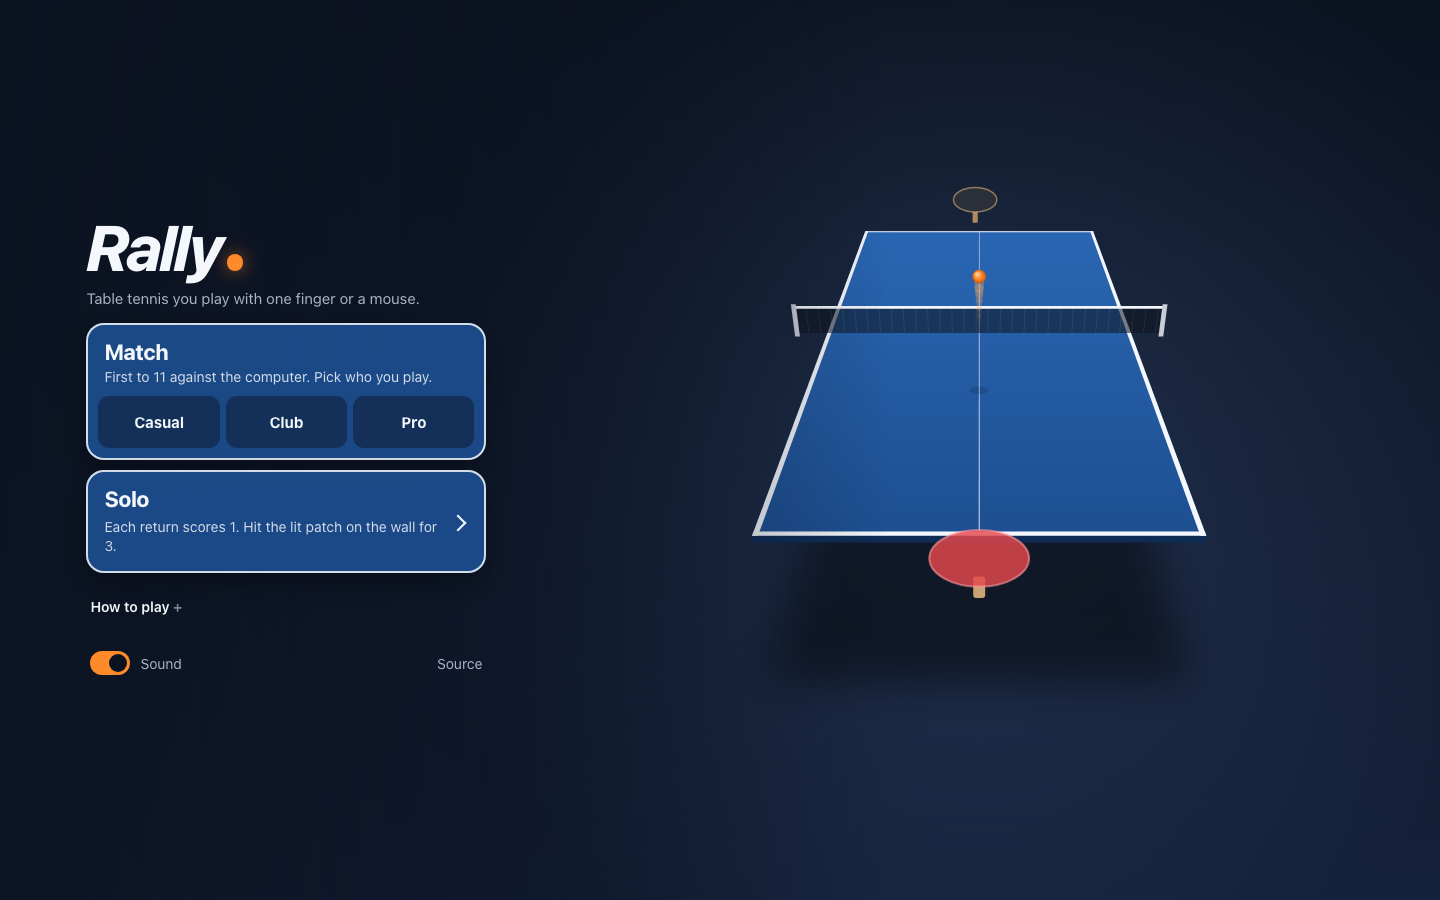 Rally
Table tennis you play with one finger or a mouse.
Match
First to 11 against the computer. Pick who you play.
Casual Club Pro
Solo
Each return scores 1. Hit the lit patch on the wall for
3.
How to play +
Sound Source